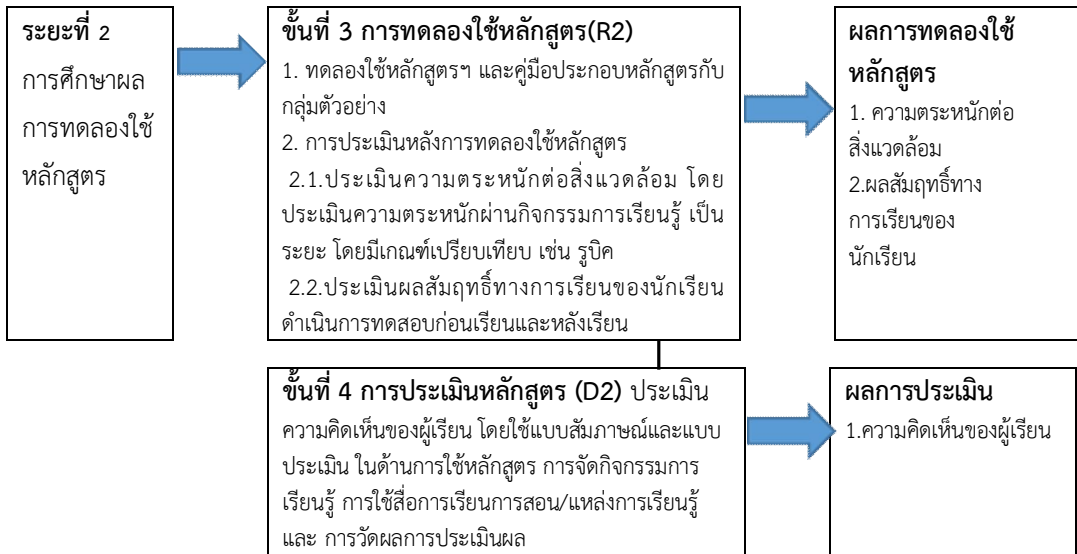 ระยะที่ 2
การศึกษาผล
การทดลองใช้
หลักสูตร
ขั้นที่ 3 การทดลองใช้หลักสูตร(R2)
1. ทดลองใช้หลักสูตรฯ และคู่มือประกอบหลักสูตรกับ
กลุ่มตัวอย่าง
2. การประเมินหลังการทดลองใช้หลักสูตร
2.1.ประเมินความตระหนักต่อสิ่งแวดล้อม โดย
ประเมินความตระหนักผ่านกิจกรรมการเรียนรู้ เป็น
ระยะ โดยมีเกณฑ์เปรียบเทียบ เช่น รูบิค
2.2.ประเมินผลสัมฤทธิ์ทางการเรียนของนักเรียน
ดำเนินการทดสอบก่อนเรียนและหลังเรียน
ผลการทดลองใช้
หลักสูตร
1. ความตระหนักต่อ
สิ่งแวดล้อม
2.ผลสัมฤทธิ์ทาง
การเรียนของ
นักเรียน
ขั้นที่ 4 การประเมินหลักสูตร (D2) ประเมิน
ความคิดเห็นของผู้เรียน โดยใช้แบบสัมภาษณ์และแบบ
ประเมิน ในด้านการใช้หลักสูตร การจัดกิจกรรมการ
เรียนรู้ การใช้สื่อการเรียนการสอน/แหล่งการเรียนรู้
และ การวัดผลการประเมินผล
ผลการประเมิน
1.ความคิดเห็นของผู้เรียน